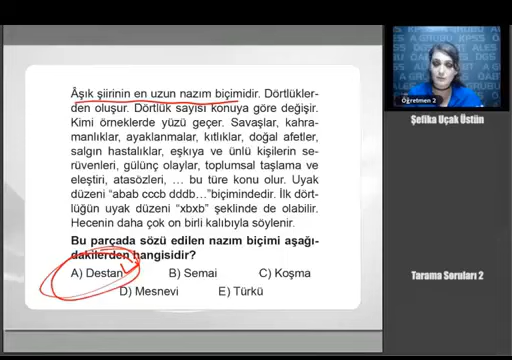 Âşık şiirinin en uzun nazım biçimidir. Dörtlükler-
den oluşur. Dörtlük sayısı konuya göre değişir.
Kimi örneklerde yüzü geçer. Savaşlar, kahra-
manlıklar, ayaklanmalar, kıtlıklar, doğal afetler,
salgın hastalıklar, eşkıya ve ünlü kişilerin se-
rüvenleri, gülünç olaylar, toplumsal taşlama ve
eleştiri, atasözleri, ... bu türe konu olur. Uyak
düzeni "abab cccb dddb..." biçimindedir. İlk dört-
lüğün uyak düzeni "xbxb" şeklinde de olabilir.
Hecenin daha çok on birli kalıbıyla söylenir.
Bu parçada sözü edilen nazım biçimi aşağı-
dakilerden hangisidir?
A) Destan B) Semai C) Koşma
D) Mesnevi E) Türkü
Öğretmen 2
Şefika Uçak Üstün
Tarama Soruları 2